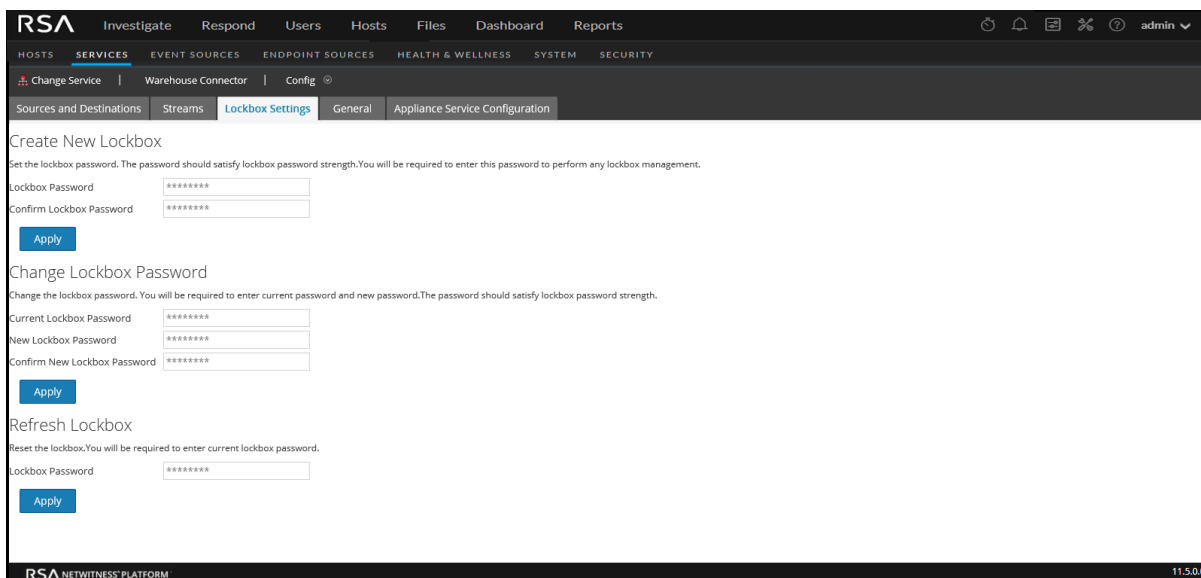 RSA Investigate Respond Users Hosts Files Dashboard Reports admin
HOSTS SERVICES EVENT SOURCES ENDPOINT SOURCES HEALTH & WELLNESS SYSTEM SECURITY
Change Service | Warehouse Connector | Config
Sources and Destinations Streams Lockbox Settings General Appliance Service Configuration
Create New Lockbox
Set the lockbox password. The password should satisfy lockbox password strength.You will be required to enter this password to perform any lockbox management.
Lockbox Password ********
Confirm Lockbox Password ********
Apply
Change Lockbox Password
Change the lockbox password. You will be required to enter current password and new password.The password should satisfy lockbox password strength.
Current Lockbox Password ********
New Lockbox Password ********
Confirm New Lockbox Password ********
Apply
Refresh Lockbox
Reset the lockbox.You will be required to enter current lockbox password.
Lockbox Password ********
Apply
RSA NETWITNESS® PLATFORM 11.5.0.